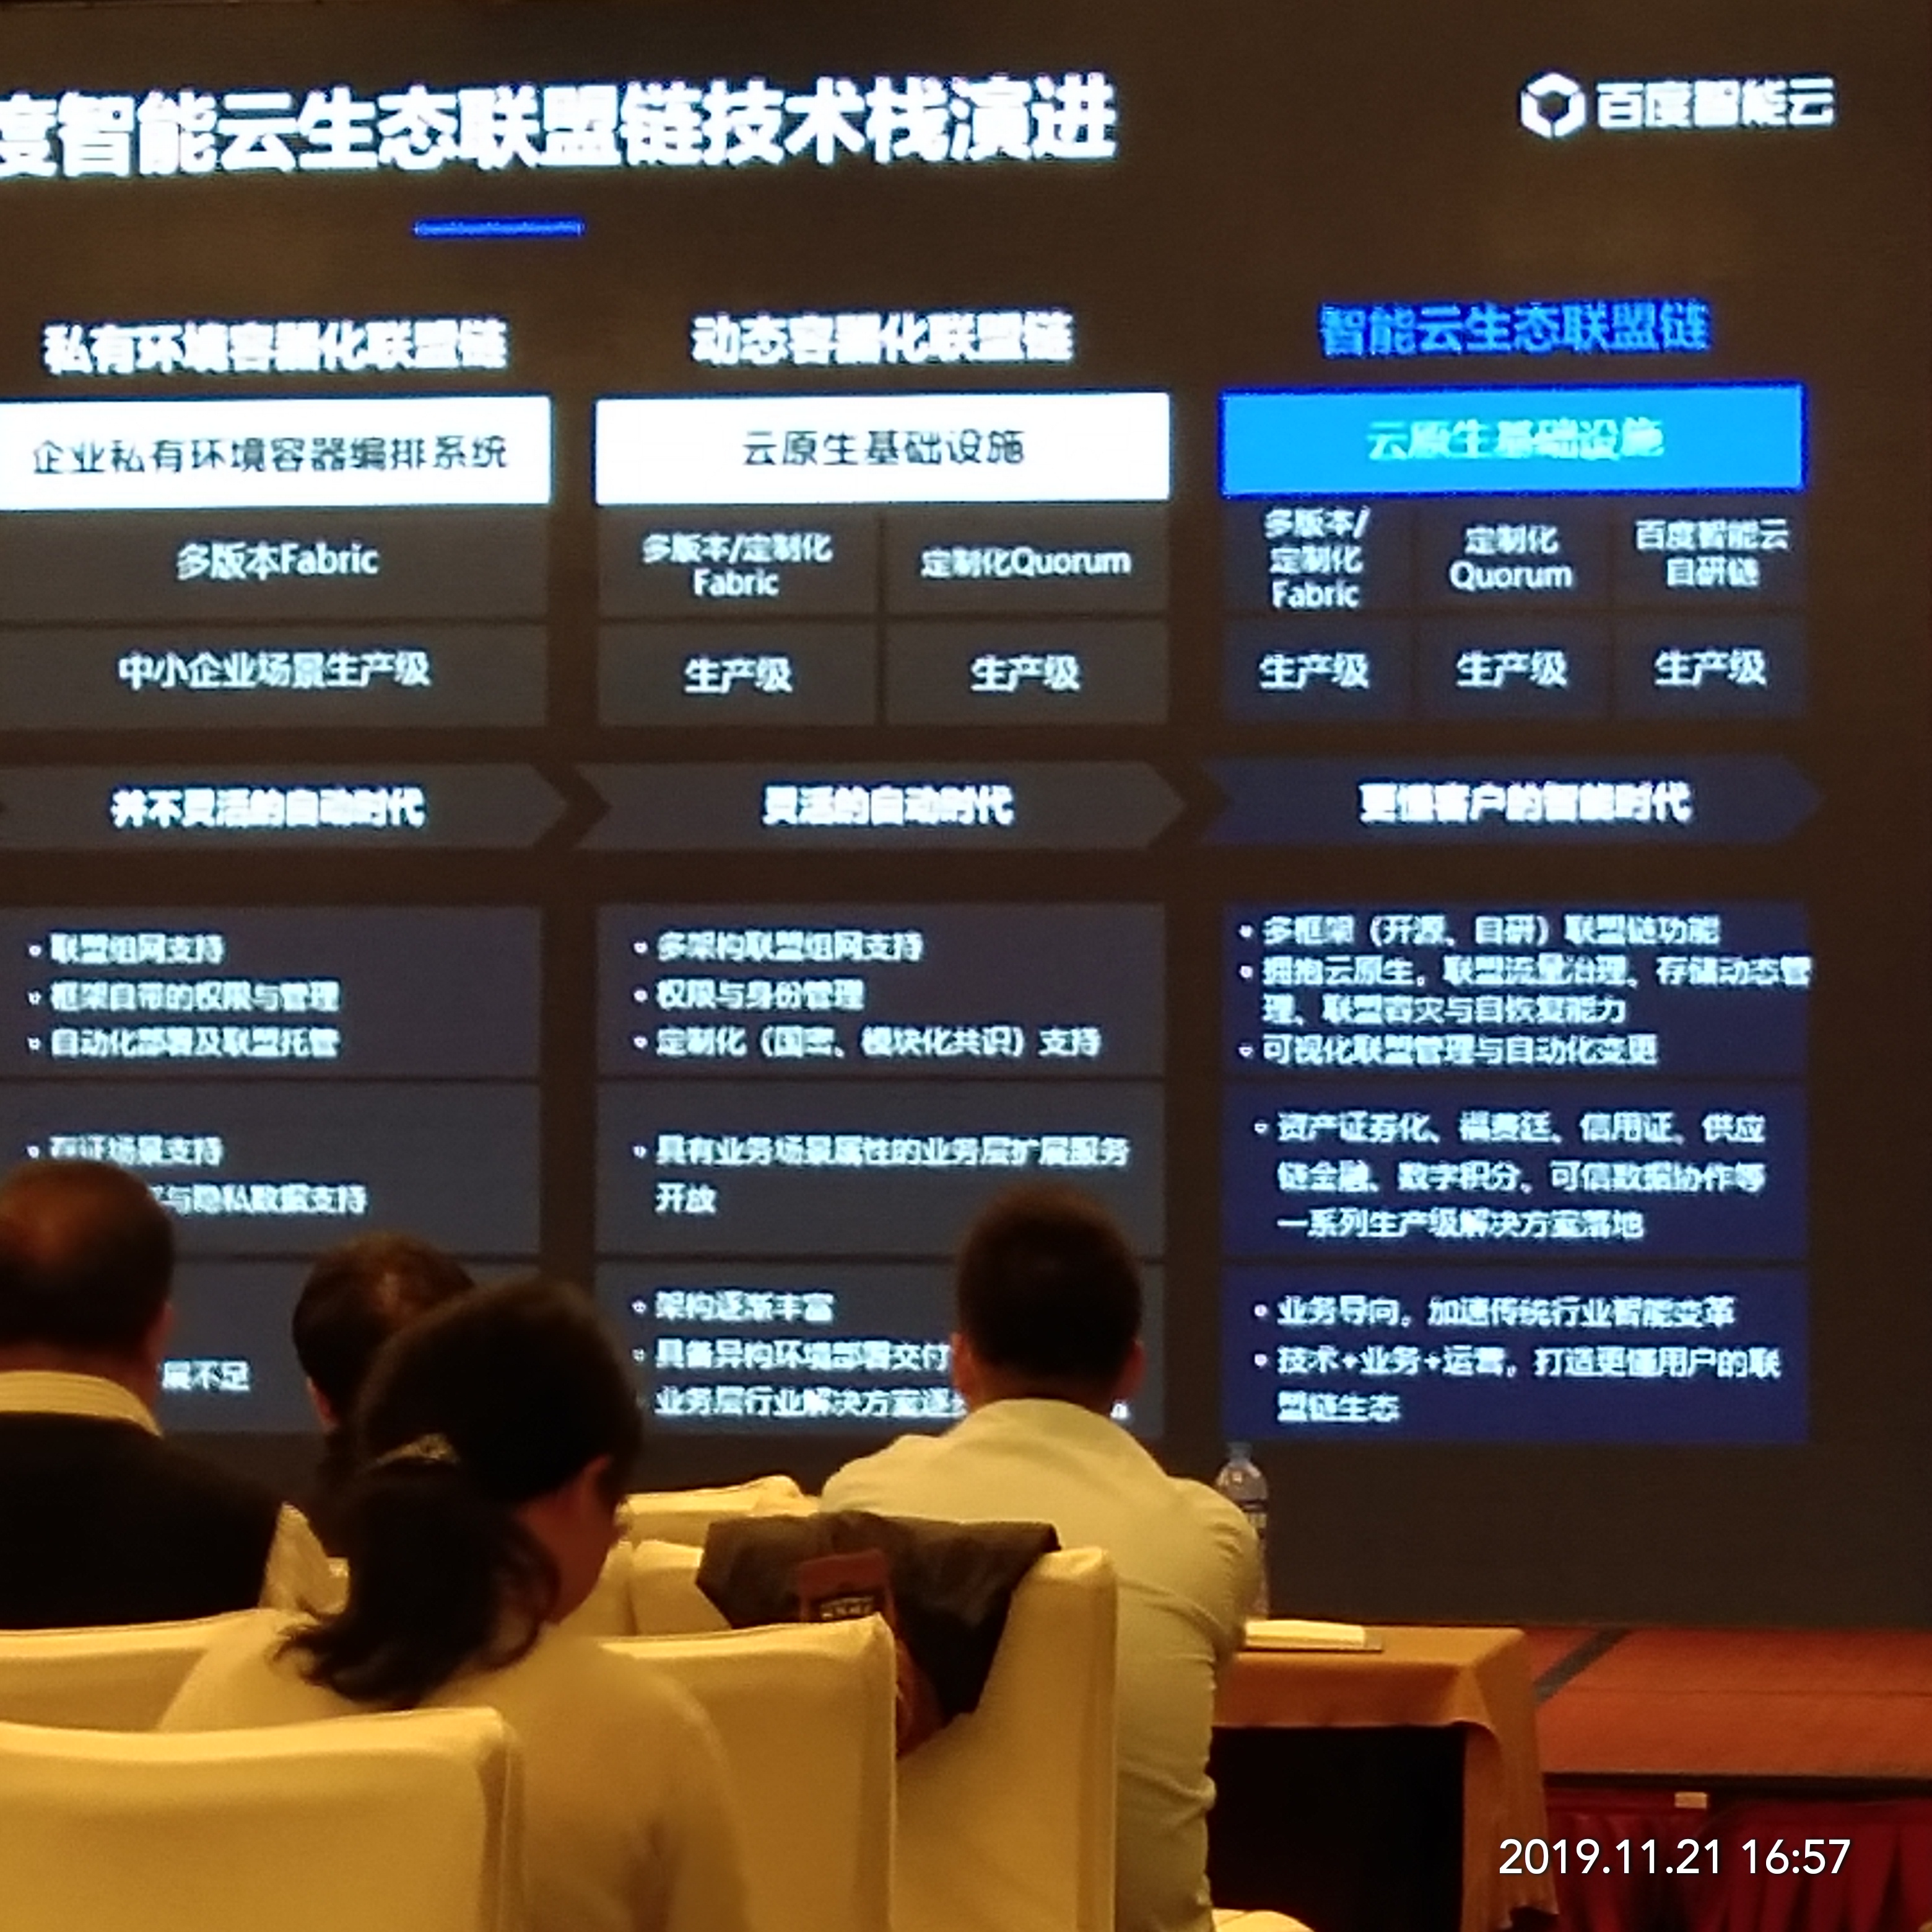 度智能云生态联盟链技术栈演进
百度智能云
私有环境容器化联盟链
企业私有环境容器编排系统
多版本Fabric
中小企业场景生产级
并不灵活的自动时代
• 联盟组网支持
• 框架自带的权限与管理
• 自动化部署及联盟托管
• 存证场景支持
与隐私数据支持
展不足
动态容器化联盟链
云原生基础设施
多版本/定制化
Fabric
定制化Quorum
生产级
生产级
灵活的自动时代
• 多架构联盟组网支持
• 权限与身份管理
• 定制化（国密、模块化共识）支持
• 具有业务场景属性的业务层扩展服务
开放
• 架构逐渐丰富
• 具备异构环境部署交付
• 业务层行业解决方案逐
智能云生态联盟链
云原生基础设施
多版本/
定制化
Fabric
定制化
Quorum
百度智能云
自研链
生产级
生产级
生产级
更懂客户的智能时代
• 多框架（开源、自研）联盟链功能
• 拥抱云原生，联盟流量治理、存储动态管
理、联盟容灾与自恢复能力
• 可视化联盟管理与自动化变更
• 资产证券化、福费廷、信用证、供应
链金融、数字积分、可信数据协作等
一系列生产级解决方案落地
• 业务导向，加速传统行业智能变革
• 技术+业务+运营，打造更懂用户的联
盟链生态
2019.11.21 16:57